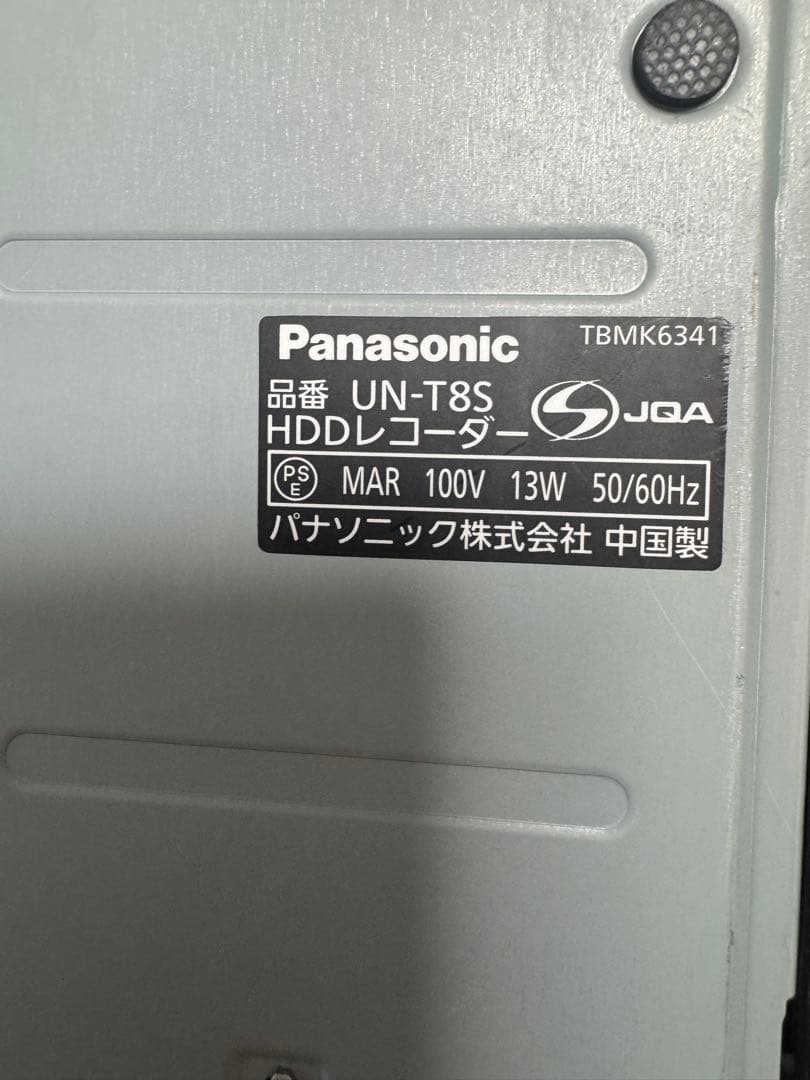 Panasonic TBMK6341
品番 UN-T8S
HDDレコーダー JQA
PS E MAR 100V 13W 50/60Hz
パナソニック株式会社 中国製